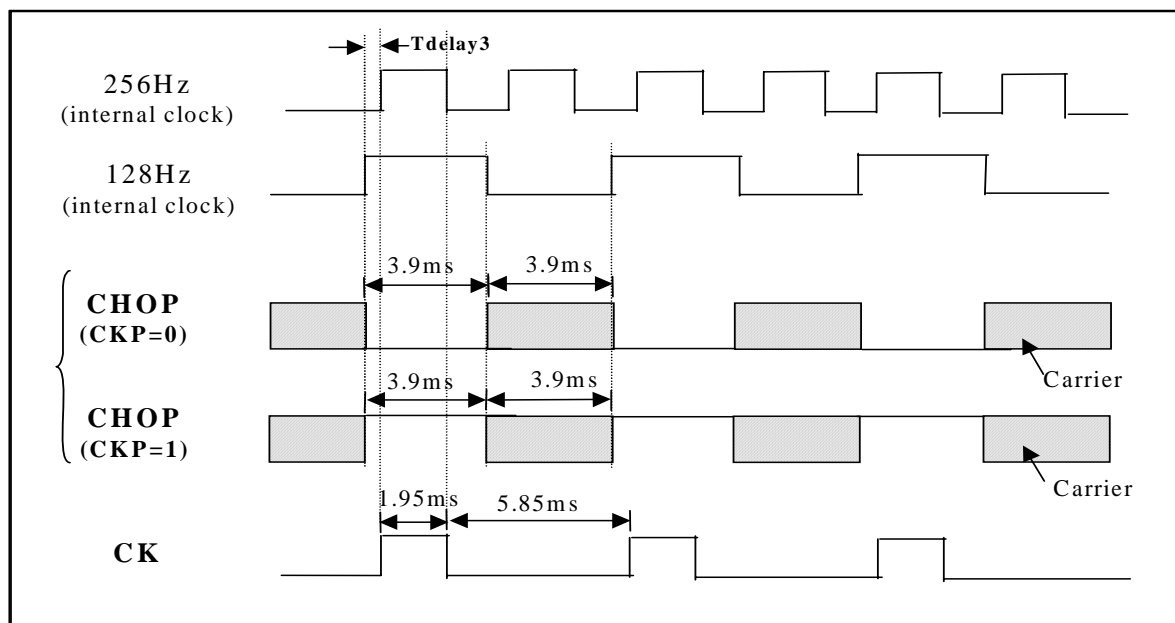 Tdelay3
256Hz
(internal clock)
128Hz
(internal clock)
3.9ms
3.9ms
CHOP
(CKP=0)
Carrier
3.9ms
3.9ms
CHOP
(CKP=1)
Carrier
1.95ms
5.85ms
CK